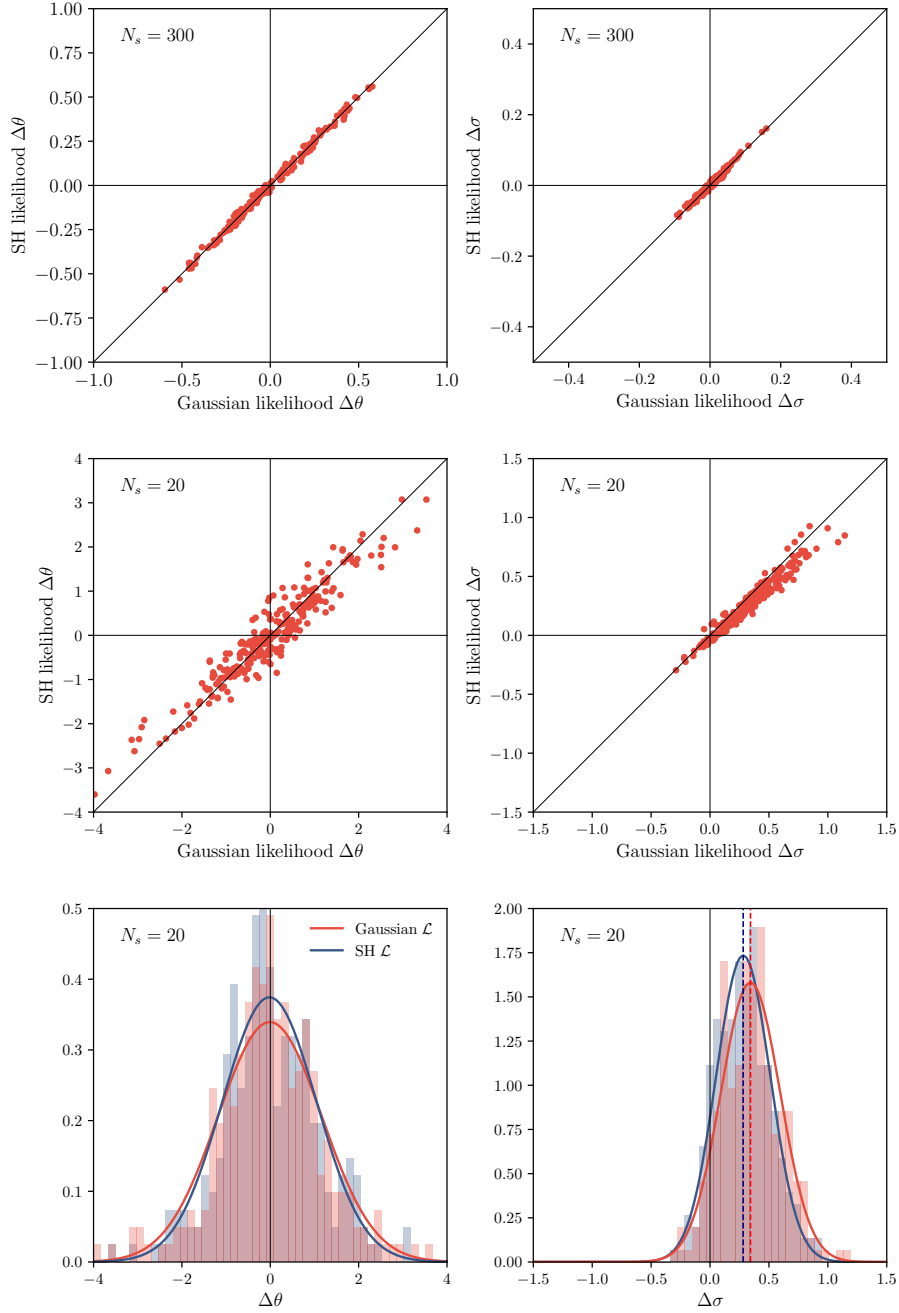 1.00
0.75
0.50
0.25
0.00
−0.25
−0.50
−0.75
−1.00
SH likelihood Δθ
N_s = 300
−1.0 −0.5 0.0 0.5 1.0
Gaussian likelihood Δθ
0.4
0.2
0.0
−0.2
−0.4
SH likelihood Δσ
N_s = 300
−0.4 −0.2 0.0 0.2 0.4
Gaussian likelihood Δσ
4
3
2
1
0
−1
−2
−3
−4
SH likelihood Δθ
N_s = 20
−4 −2 0 2 4
Gaussian likelihood Δθ
1.5
1.0
0.5
0.0
−0.5
−1.0
−1.5
SH likelihood Δσ
N_s = 20
−1.5 −1.0 −0.5 0.0 0.5 1.0 1.5
Gaussian likelihood Δσ
0.5
0.4
0.3
0.2
0.1
0.0
N_s = 20
Gaussian ℒ
SH ℒ
−4 −2 0 2 4
Δθ
2.00
1.75
1.50
1.25
1.00
0.75
0.50
0.25
0.00
N_s = 20
−1.5 −1.0 −0.5 0.0 0.5 1.0 1.5
Δσ